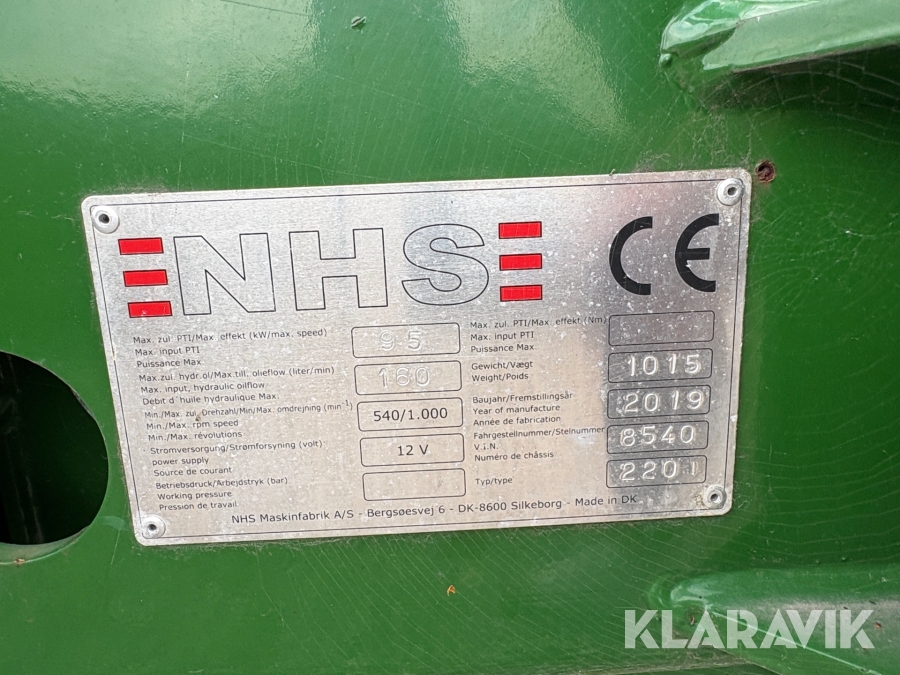 NHS CE
Max. zul. PTI/Max. effekt (kW/max. speed)
Max. input PTI
Puissance Max
95
Max.zul. hydr.öl/Max.till. olieflow (liter/min)
Max. input, hydraulic oilflow
Debit d'huile hydraulique Max.
160
Min./Max. zul. Drehzahl/Min/Max. omdrejning (min⁻¹)
Min./Max. rpm speed
Min./Max. révolutions
540/1.000
Stromversorgung/Strømforsyning (volt)
power supply
Source de courant
12 V
Betriebsdruck/Arbejdstryk (bar)
Working pressure
Pression de travail
Max. zul. PTI/Max. effekt (Nm)
Max. input PTI
Puissance Max
Gewicht/Vægt
Weight/Poids
1015
Baujahr/Fremstillingsår
Year of manufacture
Année de fabrication
2019
Fahrgestellnummer/Stelnummer
V.I.N.
Numéro de châssis
8540
Typ/type
2201
NHS Maskinfabrik A/S - Bergsøesvej 6 - DK-8600 Silkeborg - Made in DK
KLARAVIK